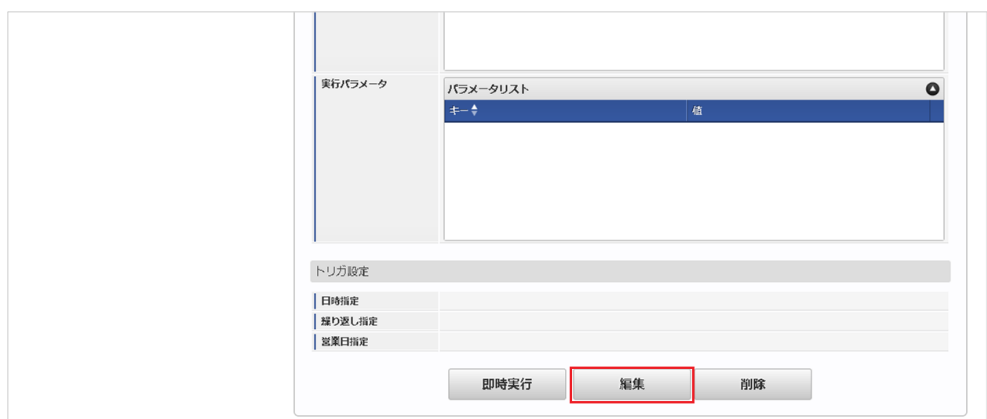 実行パラメータ
パラメータリスト
キー 値
トリガ設定
日時指定
繰り返し指定
営業日指定
即時実行 編集 削除